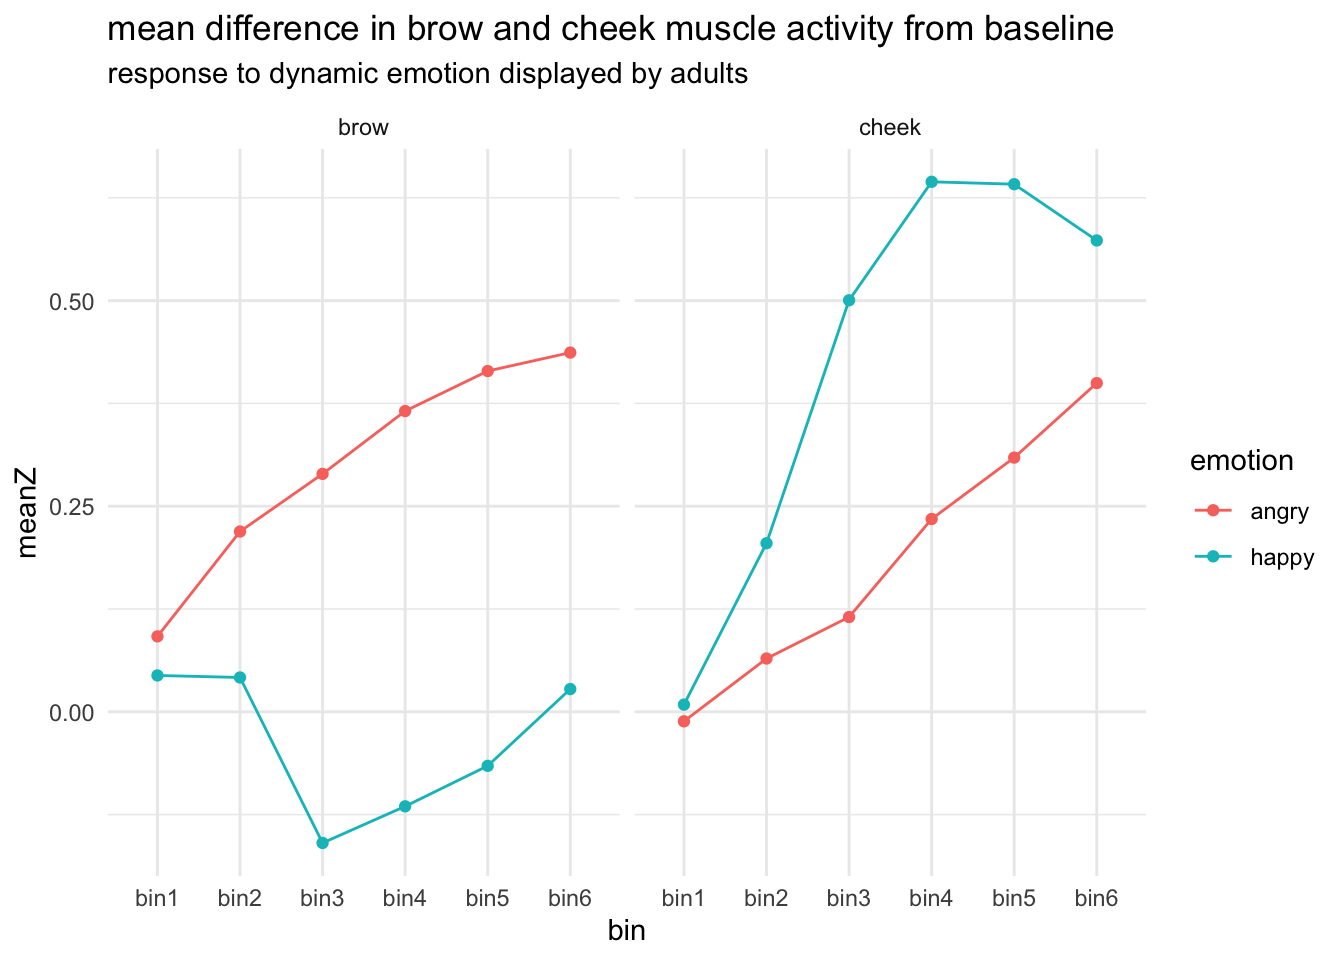 mean difference in brow and cheek muscle activity from baseline
response to dynamic emotion displayed by adults
brow
cheek
meanZ
0.50
0.25
0.00
bin1 bin2 bin3 bin4 bin5 bin6
bin1 bin2 bin3 bin4 bin5 bin6
bin
emotion
angry
happy